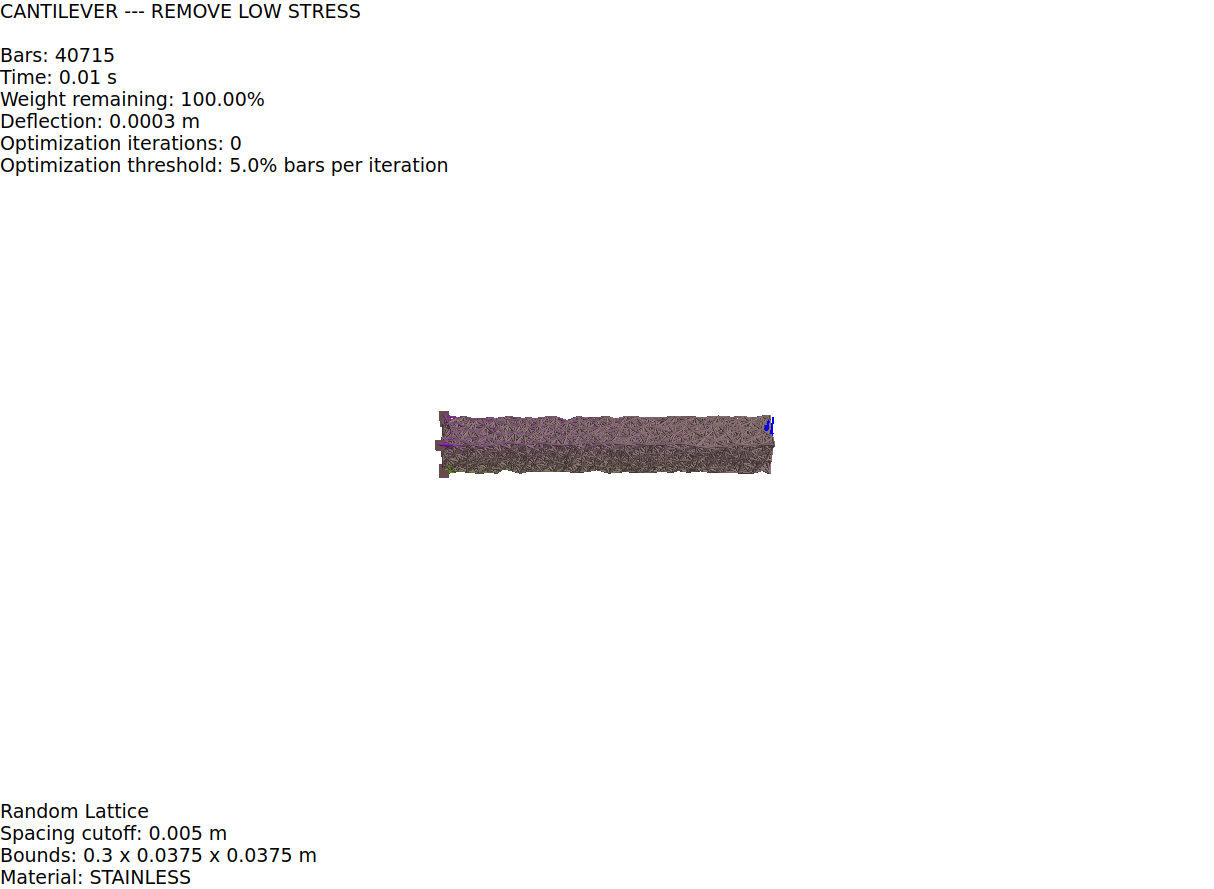 CANTILEVER --- REMOVE LOW STRESS
Bars: 40715
Time: 0.01 s
Weight remaining: 100.00%
Deflection: 0.0003 m
Optimization iterations: 0
Optimization threshold: 5.0% bars per iteration
Random Lattice
Spacing cutoff: 0.005 m
Bounds: 0.3 x 0.0375 x 0.0375 m
Material: STAINLESS